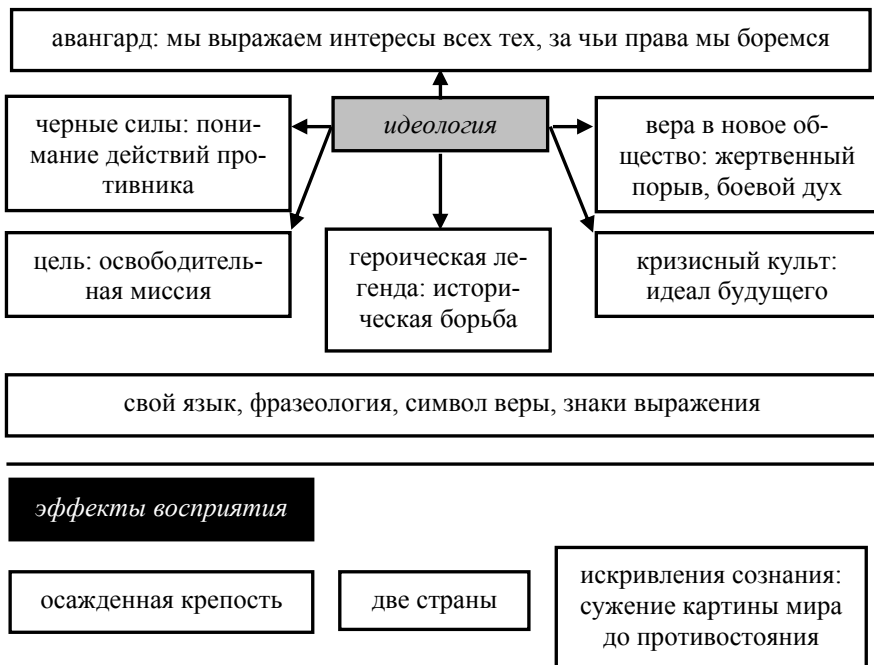 авангард: мы выражаем интересы всех тех, за чьи права мы боремся
идеология
черные силы: пони-
мание действий про-
тивника
вера в новое об-
щество: жертвенный
порыв, боевой дух
цель: освободитель-
ная миссия
героическая ле-
генда: истори-
ческая борьба
кризисный культ:
идеал будущего
свой язык, фразеология, символ веры, знаки выражения
эффекты восприятия
осажденная крепость
две страны
искривления сознания:
сужение картины мира
до противостояния